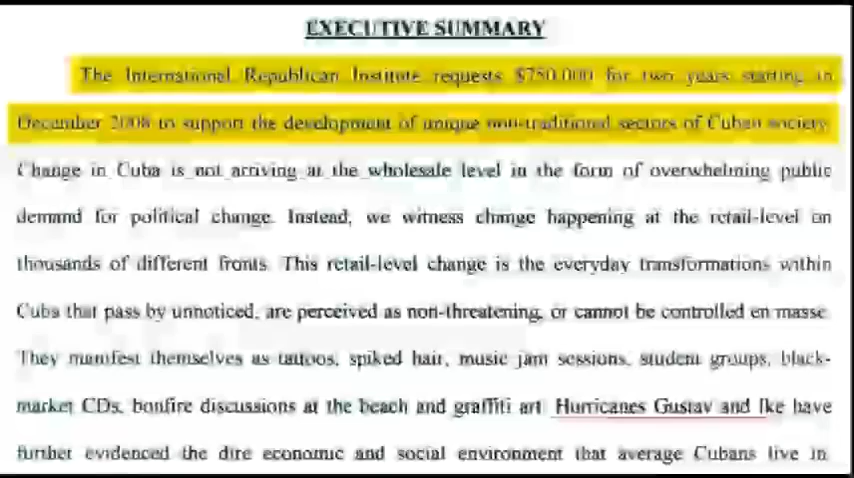 EXECUTIVE SUMMARY
The International Republican Institute requests $750,000 for two years starting in
December 2008 to support the development of unique non-traditional sectors of Cuban society.
Change in Cuba is not arriving at the wholesale level in the form of overwhelming public
demand for political change. Instead, we witness change happening at the retail-level on
thousands of different fronts. This retail-level change is the everyday transformations within
Cuba that pass by unnoticed, are perceived as non-threatening, or cannot be controlled en masse.
They manifest themselves as tattoos, spiked hair, music jam sessions, student groups, black-
market CDs, bonfire discussions at the beach and graffiti art. Hurricanes Gustav and Ike have
further evidenced the dire economic and social environment that average Cubans live in.